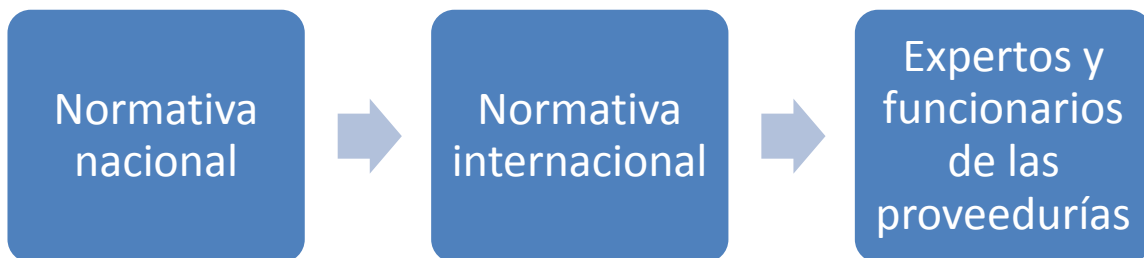 Normativa
nacional
Normativa
internacional
Expertos y
funcionarios
de las
proveedurías